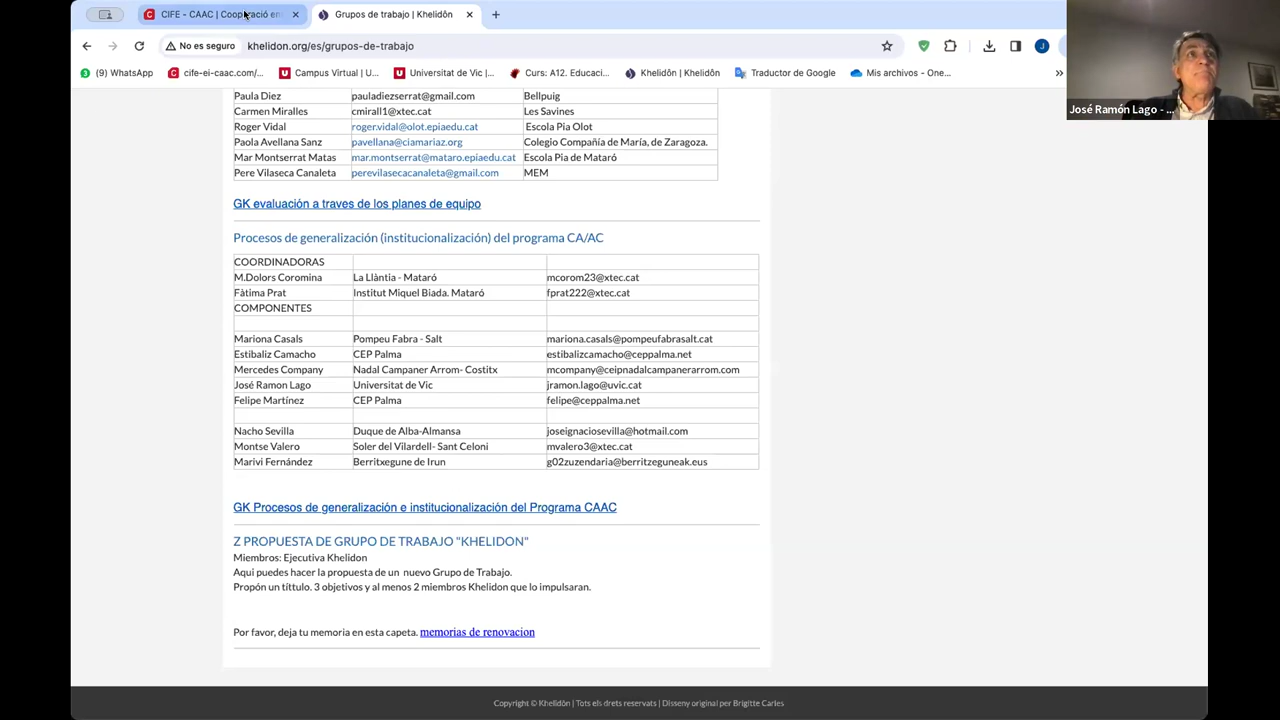 CIFE - CAAC | Cooperació en
Grupos de trabajo | Khelidôn
No es seguro khelidon.org/es/grupos-de-trabajo
(9) WhatsApp
cife-ei-caac.com/...
Campus Virtual | U...
Universitat de Vic |...
Curs: A12. Educaci...
Khelidôn | Khelidôn
Traductor de Google
Mis archivos - One...
José Ramón Lago - ...
Paula Diez pauladiezserrat@gmail.com Bellpuig
Carmen Miralles cmirall1@xtec.cat Les Savines
Roger Vidal roger.vidal@olot.epiaedu.cat Escola Pia Olot
Paola Avellana Sanz pavellana@ciamariaz.org Colegio Compañía de María, de Zaragoza.
Mar Montserrat Matas mar.montserrat@mataro.epiaedu.cat Escola Pia de Mataró
Pere Vilaseca Canaleta perevilasecacanaleta@gmail.com MEM
GK evaluación a traves de los planes de equipo
Procesos de generalización (institucionalización) del programa CA/AC
COORDINADORAS
M.Dolors Coromina La Llàntia - Mataró mcorom23@xtec.cat
Fàtima Prat Institut Miquel Biada. Mataró fprat222@xtec.cat
COMPONENTES
Mariona Casals Pompeu Fabra - Salt mariona.casals@pompeufabrasalt.cat
Estibaliz Camacho CEP Palma estibalizcamacho@ceppalma.net
Mercedes Company Nadal Campaner Arrom- Costitx mcompany@ceipnadalcampanerarrom.com
José Ramon Lago Universitat de Vic jramon.lago@uvic.cat
Felipe Martínez CEP Palma felipe@ceppalma.net
Nacho Sevilla Duque de Alba-Almansa joseignaciosevilla@hotmail.com
Montse Valero Soler del Vilardell- Sant Celoni mvalero3@xtec.cat
Marivi Fernández Berritxegune de Irun g02zuzendaria@berritzeguneak.eus
GK Procesos de generalización e institucionalización del Programa CAAC
Z PROPUESTA DE GRUPO DE TRABAJO "KHELIDON"
Miembros: Ejecutiva Khelidon
Aqui puedes hacer la propuesta de un nuevo Grupo de Trabajo.
Propón un títtulo. 3 objetivos y al menos 2 miembros Khelidon que lo impulsaran.
Por favor, deja tu memoria en esta capeta. memorias de renovacion
Copyright © Khelidôn | Tots els drets reservats | Disseny original per Brigitte Carles